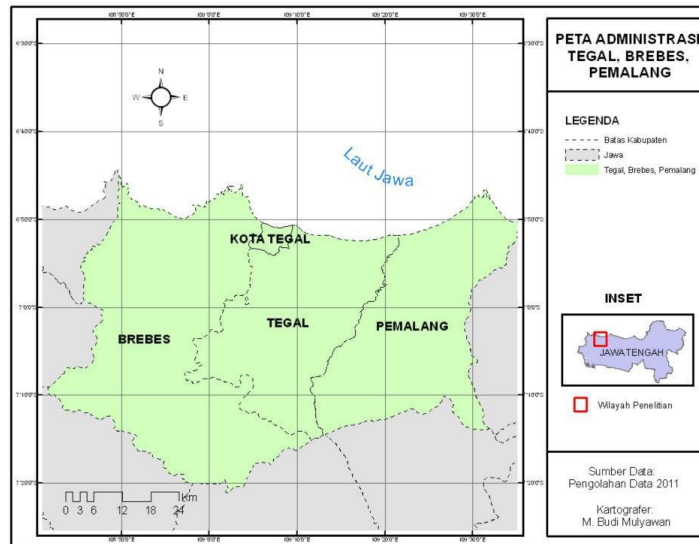 PETA ADMINISTRASI
TEGAL, BREBES,
PEMALANG
LEGENDA
Batas Kabupaten
Jawa
Tegal, Brebes, Pemalang
INSET
JAWA TENGAH
Wilayah Penelitian
Sumber Data:
Pengolahan Data 2011
Kartografer:
M. Budi Mulyawan
N
W E
S
Laut Jawa
KOTA TEGAL
BREBES
TEGAL
PEMALANG
km
0 3 6 12 18 24